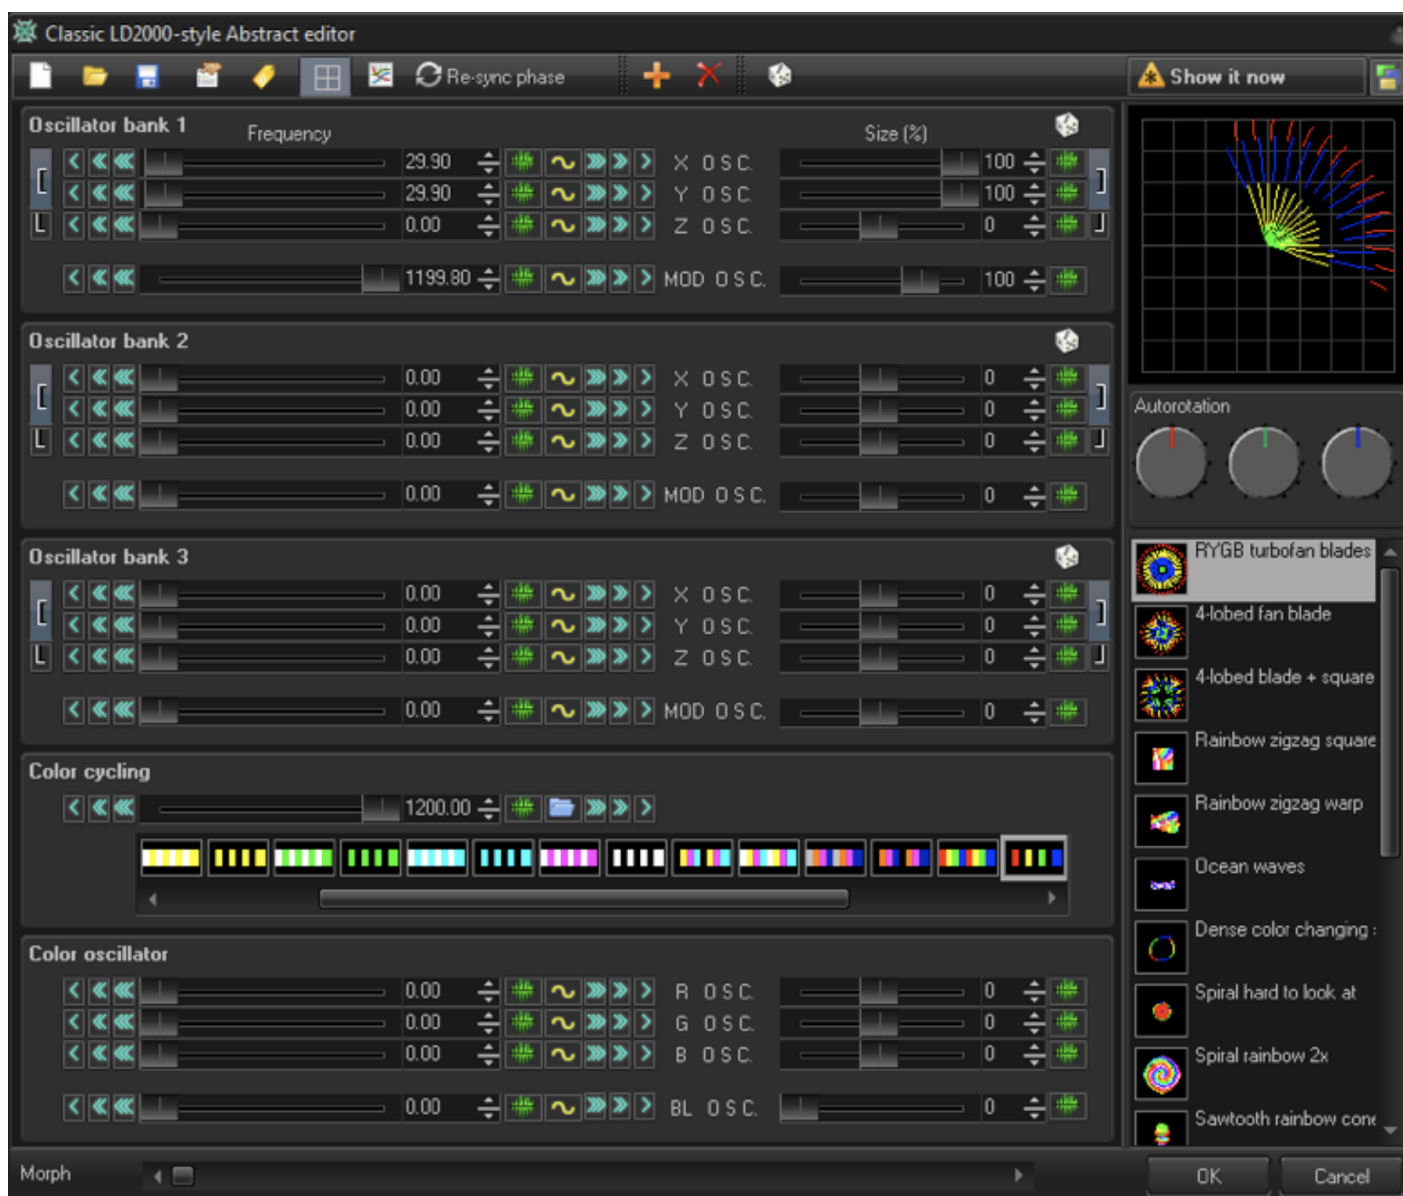 Classic LD2000-style Abstract editor
Re-sync phase
Show it now
Oscillator bank 1
Frequency
Size (%)
29.90 X OSC. 100
29.90 Y OSC. 100
0.00 Z OSC. 0
1199.80 MOD OSC. 100
Oscillator bank 2
0.00 X OSC. 0
0.00 Y OSC. 0
0.00 Z OSC. 0
0.00 MOD OSC. 0
Oscillator bank 3
0.00 X OSC. 0
0.00 Y OSC. 0
0.00 Z OSC. 0
0.00 MOD OSC. 0
Color cycling
1200.00
Color oscillator
0.00 R OSC. 0
0.00 G OSC. 0
0.00 B OSC. 0
0.00 BL OSC. 0
Autorotation
RYGB turbofan blades
4-lobed fan blade
4-lobed blade + square
Rainbow zigzag square
Rainbow zigzag warp
Ocean waves
Dense color changing
Spiral hard to look at
Spiral rainbow 2x
Sawtooth rainbow cone
Morph
OK
Cancel